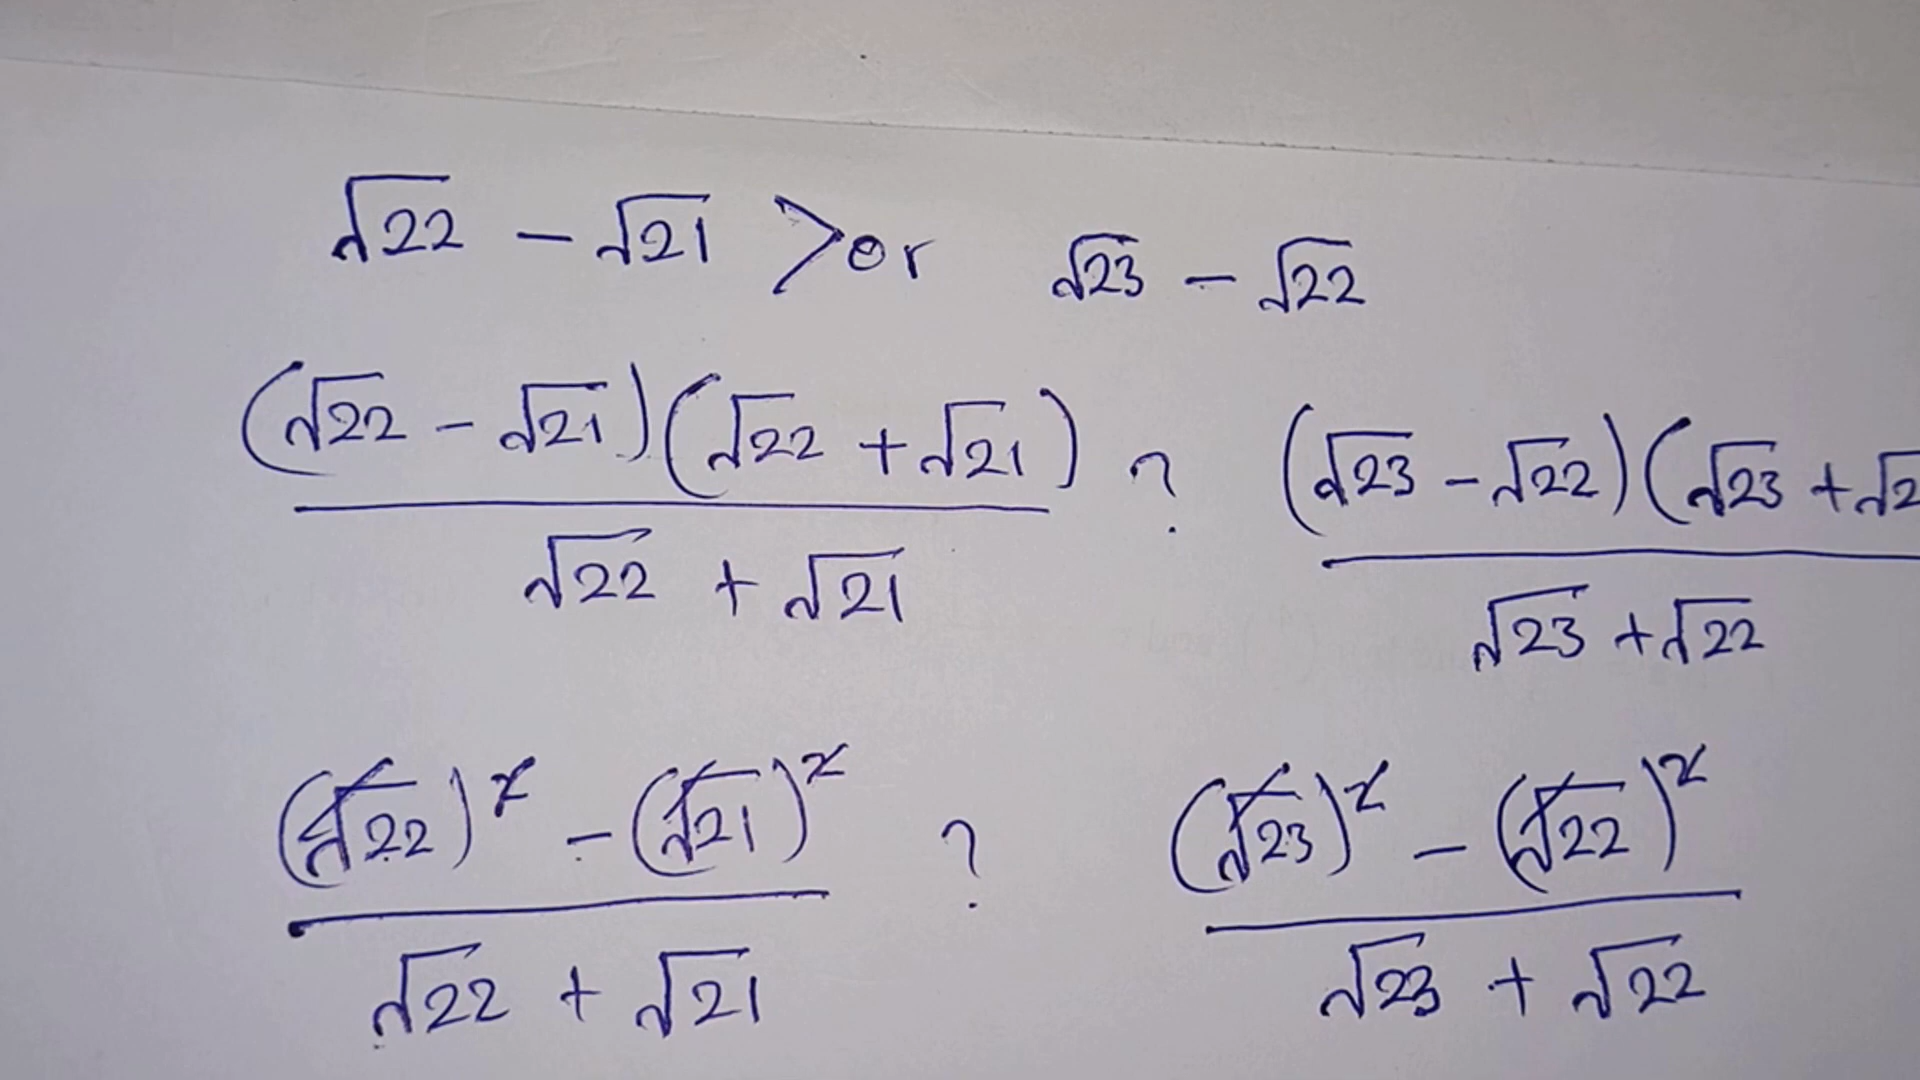 √22 - √21 > or √23 - √22
(√22 - √21)(√22 + √21) ? (√23 - √22)(√23 + √2
√22 + √21 √23 + √22
(√22)² - (√21)² ? (√23)² - (√22)²
√22 + √21 √23 + √22